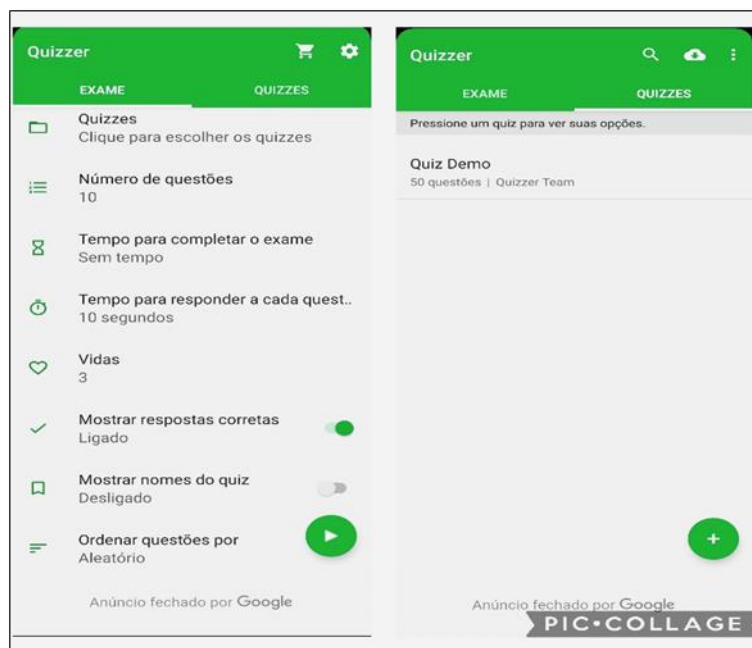 Quizzer
EXAME QUIZZES
Quizzes
Clique para escolher os quizzes
Número de questões
10
Tempo para completar o exame
Sem tempo
Tempo para responder a cada quest..
10 segundos
Vidas
3
Mostrar respostas corretas
Ligado
Mostrar nomes do quiz
Desligado
Ordenar questões por
Aleatório
Anúncio fechado por Google
Quizzer
EXAME QUIZZES
Pressione um quiz para ver suas opções.
Quiz Demo
50 questões | Quizzer Team
Anúncio fechado por Google
PIC•COLLAGE